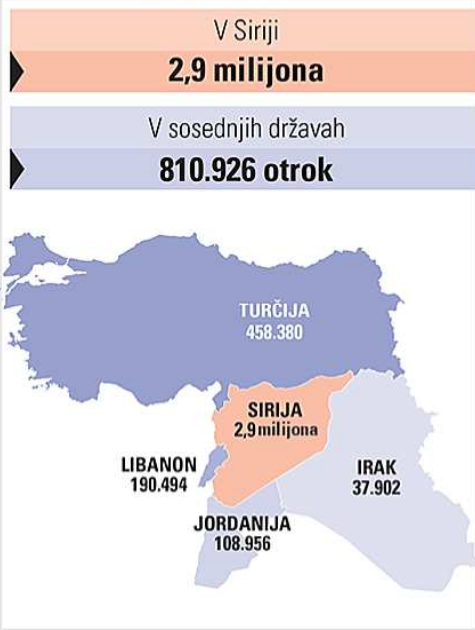 V Siriji
2,9 milijona
V sosednjih državah
810.926 otrok
TURČIJA
458.380
SIRIJA
2,9 milijona
LIBANON
190.494
IRAK
37.902
JORDANIJA
108.956